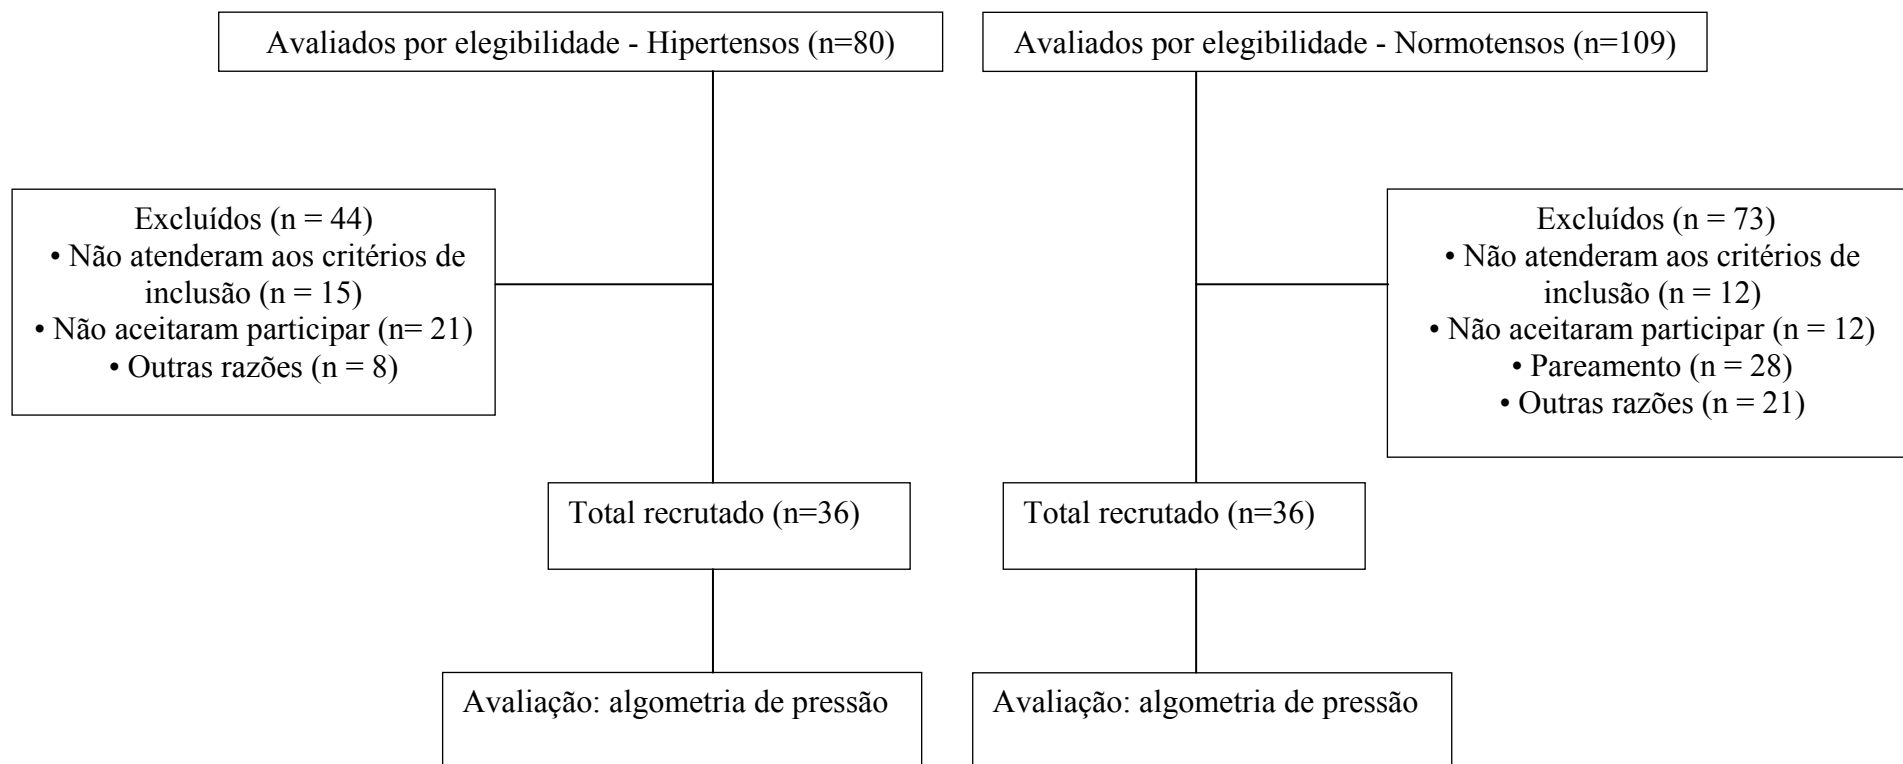 Avaliados por elegibilidade - Hipertensos (n=80)
Avaliados por elegibilidade - Normotensos (n=109)
Excluídos (n = 44)
• Não atenderam aos critérios de
inclusão (n = 15)
• Não aceitaram participar (n= 21)
• Outras razões (n = 8)
Excluídos (n = 73)
• Não atenderam aos critérios de
inclusão (n = 12)
• Não aceitaram participar (n = 12)
• Pareamento (n = 28)
• Outras razões (n = 21)
Total recrutado (n=36)
Total recrutado (n=36)
Avaliação: algometria de pressão
Avaliação: algometria de pressão